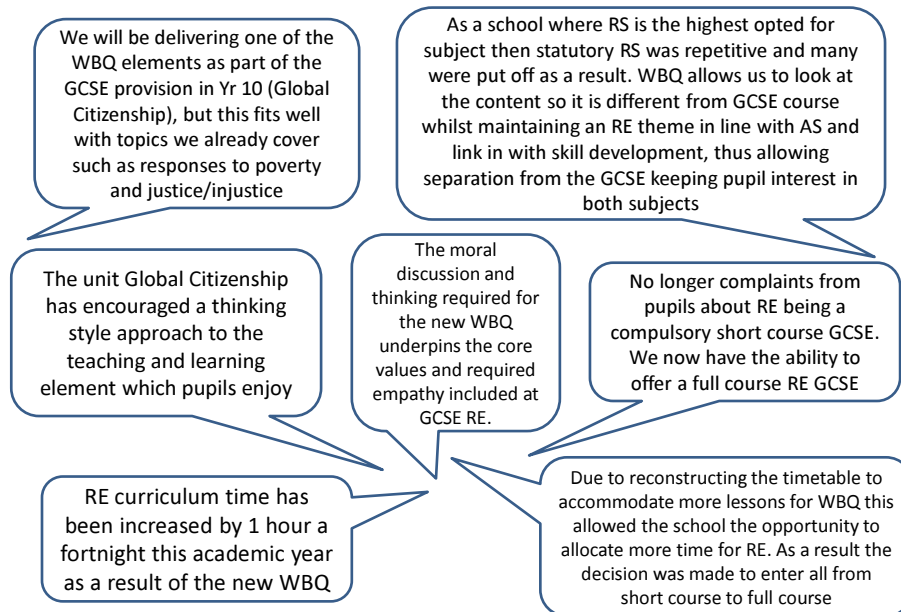 We will be delivering one of the
WBQ elements as part of the
GCSE provision in Yr 10 (Global
Citizenship), but this fits well
with topics we already cover
such as responses to poverty
and justice/injustice
As a school where RS is the highest opted for
subject then statutory RS was repetitive and many
were put off as a result. WBQ allows us to look at
the content so it is different from GCSE course
whilst maintaining an RE theme in line with AS and
link in with skill development, thus allowing
separation from the GCSE keeping pupil interest in
both subjects
The unit Global Citizenship
has encouraged a thinking
style approach to the
teaching and learning
element which pupils enjoy
The moral
discussion and
thinking required for
the new WBQ
underpins the core
values and required
empathy included at
GCSE RE.
No longer complaints from
pupils about RE being a
compulsory short course GCSE.
We now have the ability to
offer a full course RE GCSE
RE curriculum time has
been increased by 1 hour a
fortnight this academic year
as a result of the new WBQ
Due to reconstructing the timetable to
accommodate more lessons for WBQ this
allowed the school the opportunity to
allocate more time for RE. As a result the
decision was made to enter all from
short course to full course